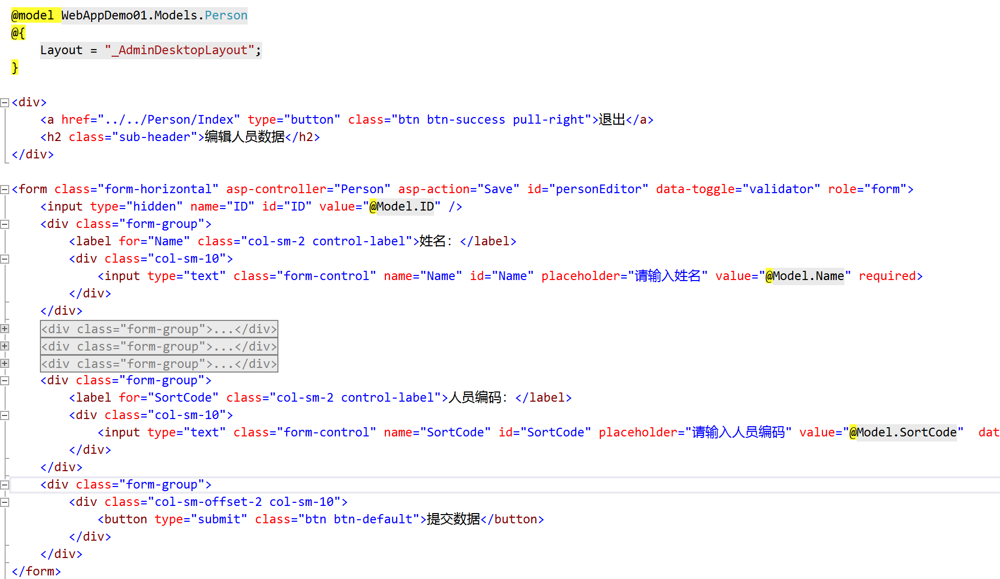 @model WebAppDemo01.Models.Person
@{
    Layout = "_AdminDesktopLayout";
}
<div>
    <a href="../../Person/Index" type="button" class="btn btn-success pull-right">退出</a>
    <h2 class="sub-header">编辑人员数据</h2>
</div>
<form class="form-horizontal" asp-controller="Person" asp-action="Save" id="personEditor" data-toggle="validator" role="form">
    <input type="hidden" name="ID" id="ID" value="@Model.ID" />
    <div class="form-group">
        <label for="Name" class="col-sm-2 control-label">姓名：</label>
        <div class="col-sm-10">
            <input type="text" class="form-control" name="Name" id="Name" placeholder="请输入姓名" value="@Model.Name" required>
        </div>
    </div>
    <div class="form-group">...</div>
    <div class="form-group">...</div>
    <div class="form-group">...</div>
    <div class="form-group">
        <label for="SortCode" class="col-sm-2 control-label">人员编码：</label>
        <div class="col-sm-10">
            <input type="text" class="form-control" name="SortCode" id="SortCode" placeholder="请输入人员编码" value="@Model.SortCode"  dat
        </div>
    </div>
    <div class="form-group">
        <div class="col-sm-offset-2 col-sm-10">
            <button type="submit" class="btn btn-default">提交数据</button>
        </div>
    </div>
</form>